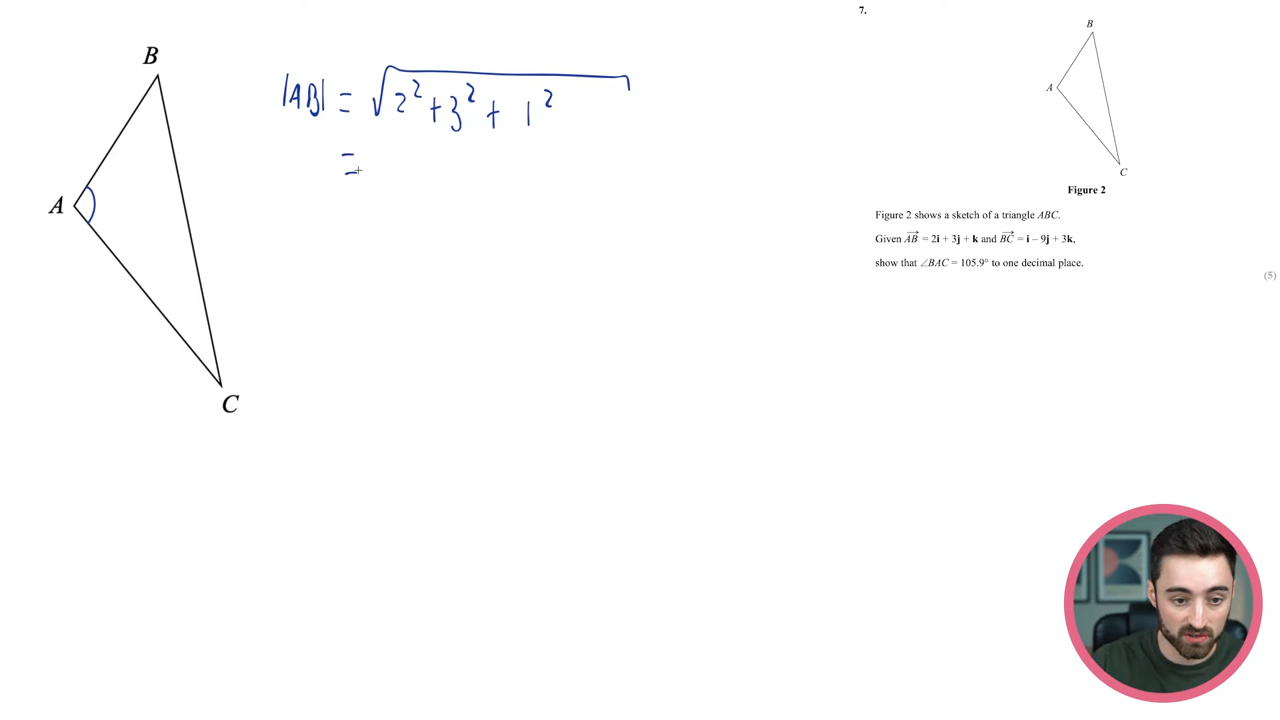 B
A
C
|AB| = √2² + 3² + 1²
=
7.
B
A
C
Figure 2
Figure 2 shows a sketch of a triangle ABC.
Given AB⃗ = 2i + 3j + k and BC⃗ = i – 9j + 3k,
show that ∠BAC = 105.9° to one decimal place.
(5)